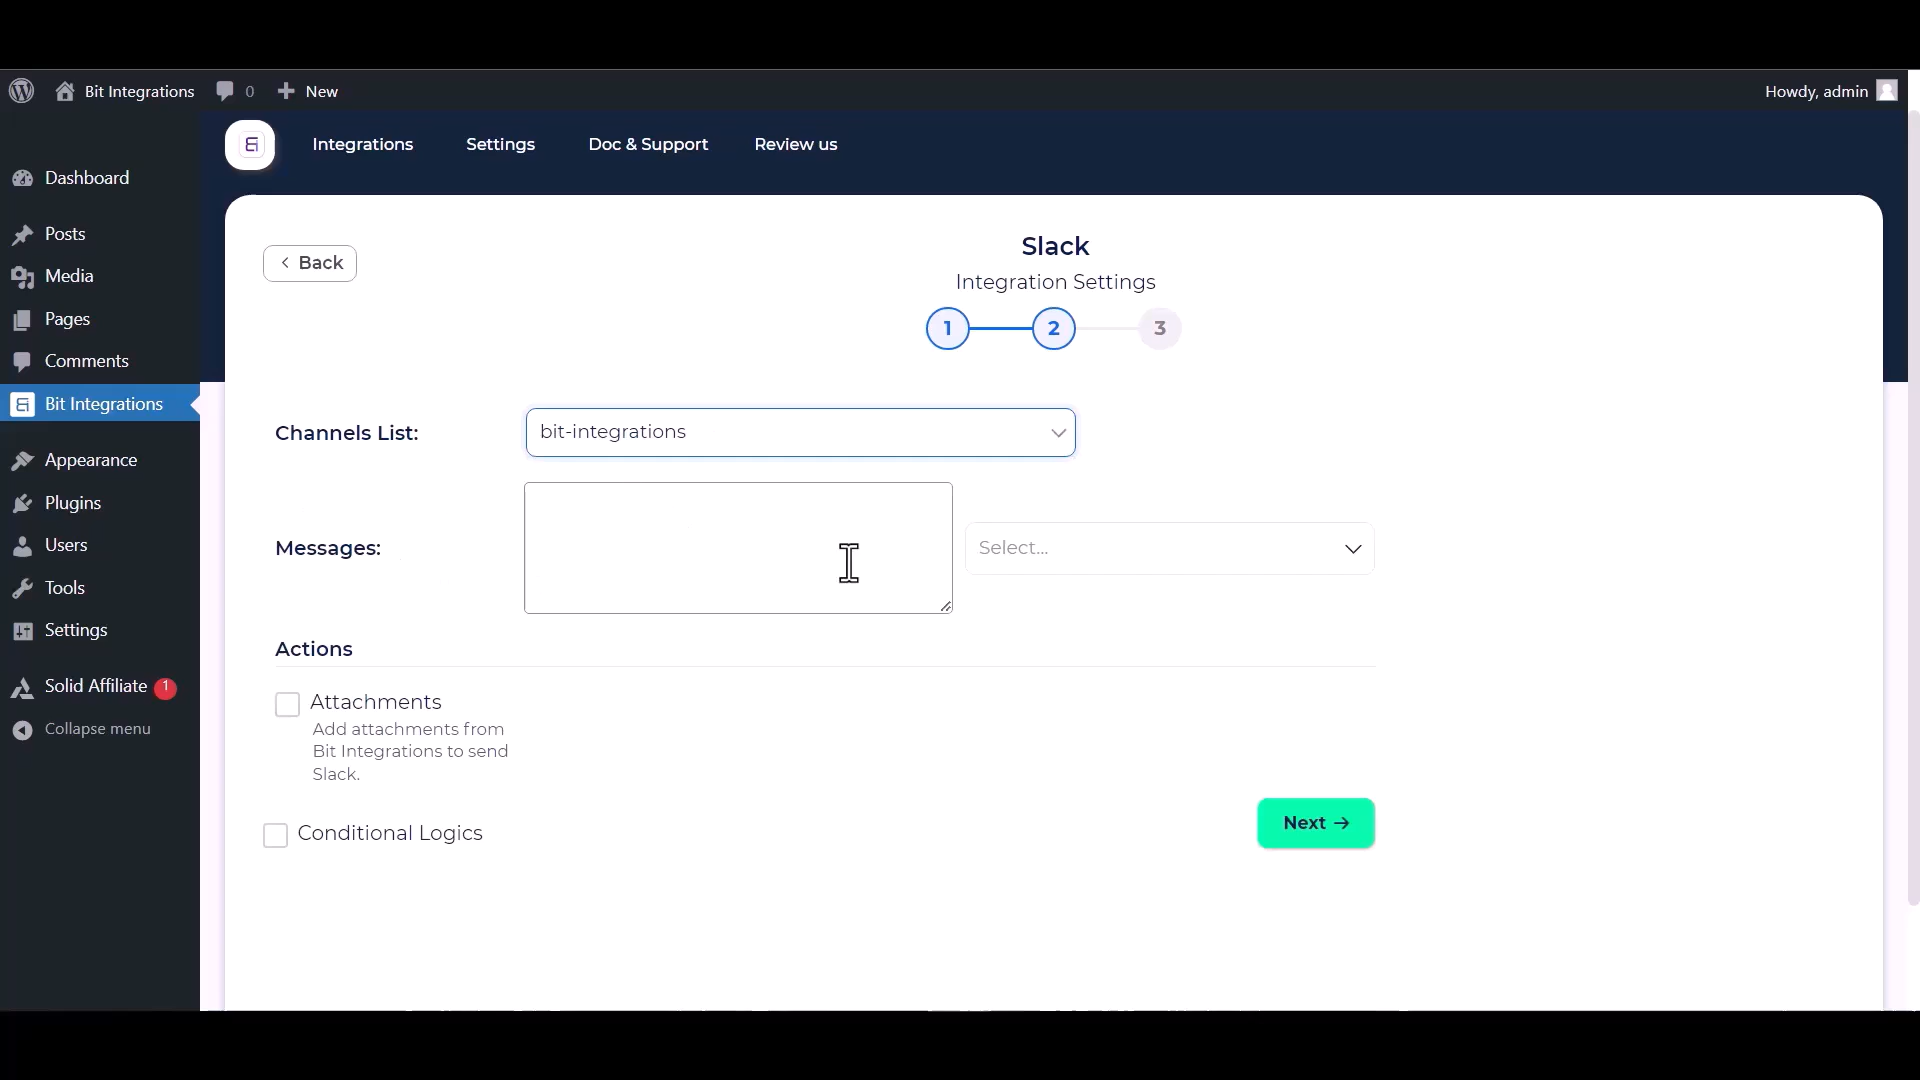 Bit Integrations
0
New
Howdy, admin
Integrations
Settings
Doc & Support
Review us
Dashboard
Posts
Media
Pages
Comments
Bit Integrations
Appearance
Plugins
Users
Tools
Settings
Solid Affiliate 1
Collapse menu
Back
Slack
Integration Settings
1
2
3
Channels List:
bit-integrations
Messages:
Select...
Actions
Attachments
Add attachments from
Bit Integrations to send
Slack.
Conditional Logics
Next →